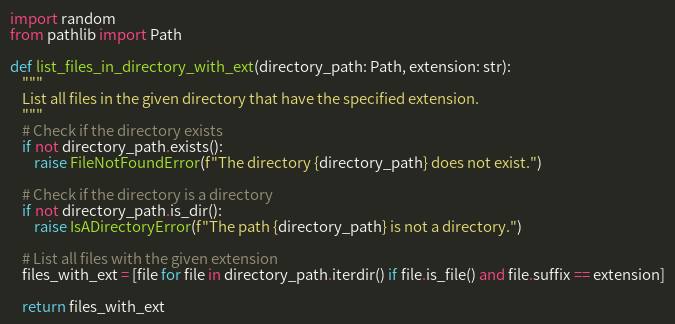 import random
from pathlib import Path

def list_files_in_directory_with_ext(directory_path: Path, extension: str):
    """
    List all files in the given directory that have the specified extension.
    """
    # Check if the directory exists
    if not directory_path.exists():
        raise FileNotFoundError(f"The directory {directory_path} does not exist.")

    # Check if the directory is a directory
    if not directory_path.is_dir():
        raise IsADirectoryError(f"The path {directory_path} is not a directory.")

    # List all files with the given extension
    files_with_ext = [file for file in directory_path.iterdir() if file.is_file() and file.suffix == extension]

    return files_with_ext